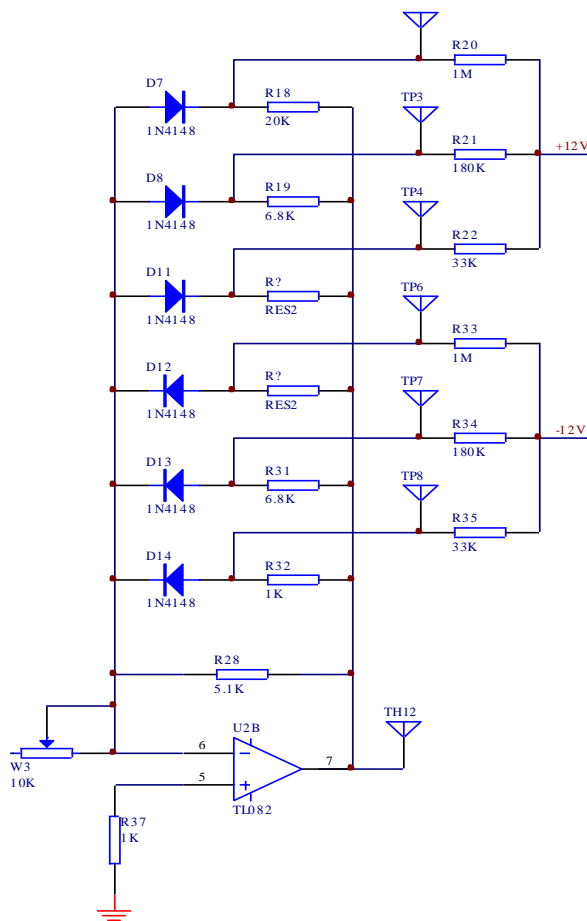 R20
1M
D7
1N4148
R18
20K
TP3
R21
180K
+12V
D8
1N4148
R19
6.8K
TP4
R22
33K
D11
1N4148
R?
RES2
TP6
R33
1M
D12
1N4148
R?
RES2
TP7
R34
180K
-12V
D13
1N4148
R31
6.8K
TP8
R35
33K
D14
1N4148
R32
1K
R28
5.1K
TH12
U2B
6
7
5
TL082
W3
10K
R37
1K